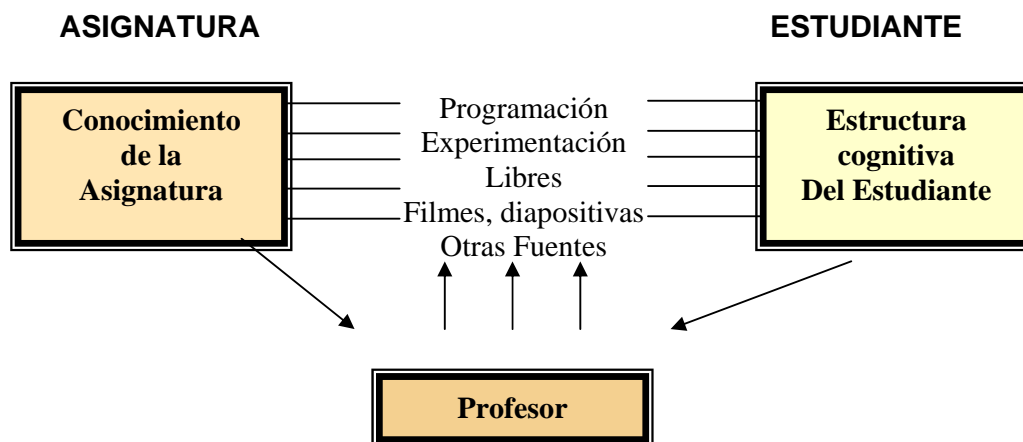 ASIGNATURA
ESTUDIANTE
Conocimiento
de la
Asignatura
Programación
Experimentación
Libres
Filmes, diapositivas
Otras Fuentes
Estructura
cognitiva
Del Estudiante
Profesor